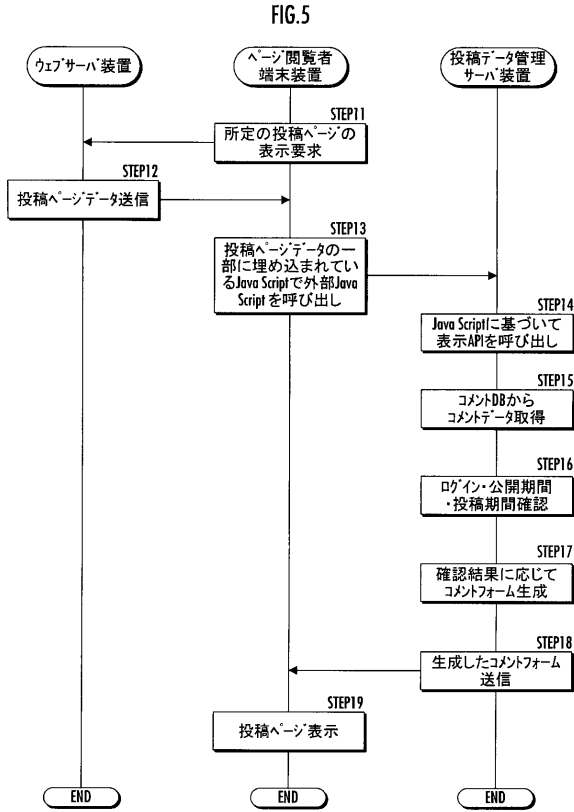 FIG.5
ウェブサーバ装置
ページ閲覧者
端末装置
投稿データ管理
サーバ装置
STEP11
所定の投稿ページの
表示要求
STEP12
投稿ページデータ送信
STEP13
投稿ページデータの一
部に埋め込まれてい
るJava Scriptで外部Java
Scriptを呼び出し
STEP14
Java Scriptに基づいて
表示APIを呼び出し
STEP15
コメントDBから
コメントデータ取得
STEP16
ログイン・公開期間
・投稿期間確認
STEP17
確認結果に応じて
コメントフォーム生成
STEP18
生成したコメントフォーム
送信
STEP19
投稿ページ表示
END
END
END